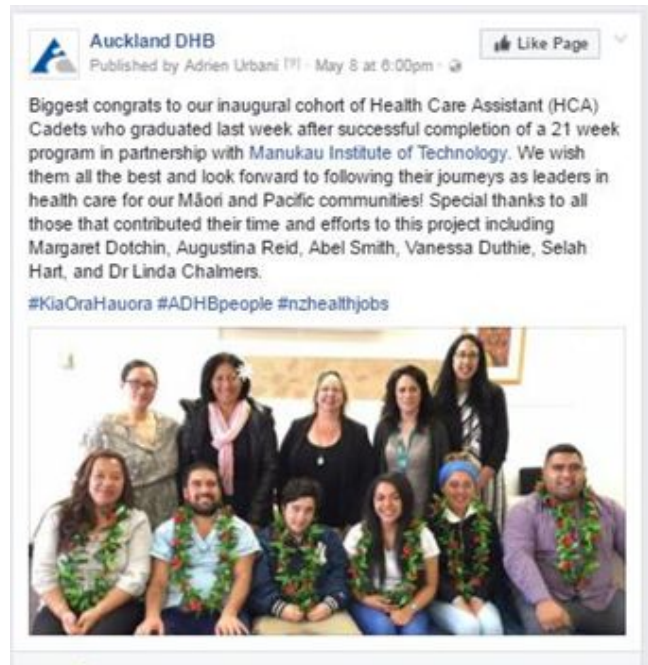 Auckland DHB
Like Page
Published by Adrien Urbani [?] · May 8 at 6:00pm ·
Biggest congrats to our inaugural cohort of Health Care Assistant (HCA)
Cadets who graduated last week after successful completion of a 21 week
program in partnership with Manukau Institute of Technology. We wish
them all the best and look forward to following their journeys as leaders in
health care for our Māori and Pacific communities! Special thanks to all
those that contributed their time and efforts to this project including
Margaret Dotchin, Augustina Reid, Abel Smith, Vanessa Duthie, Selah
Hart, and Dr Linda Chalmers.
#KiaOraHauora #ADHBpeople #nzhealthjobs